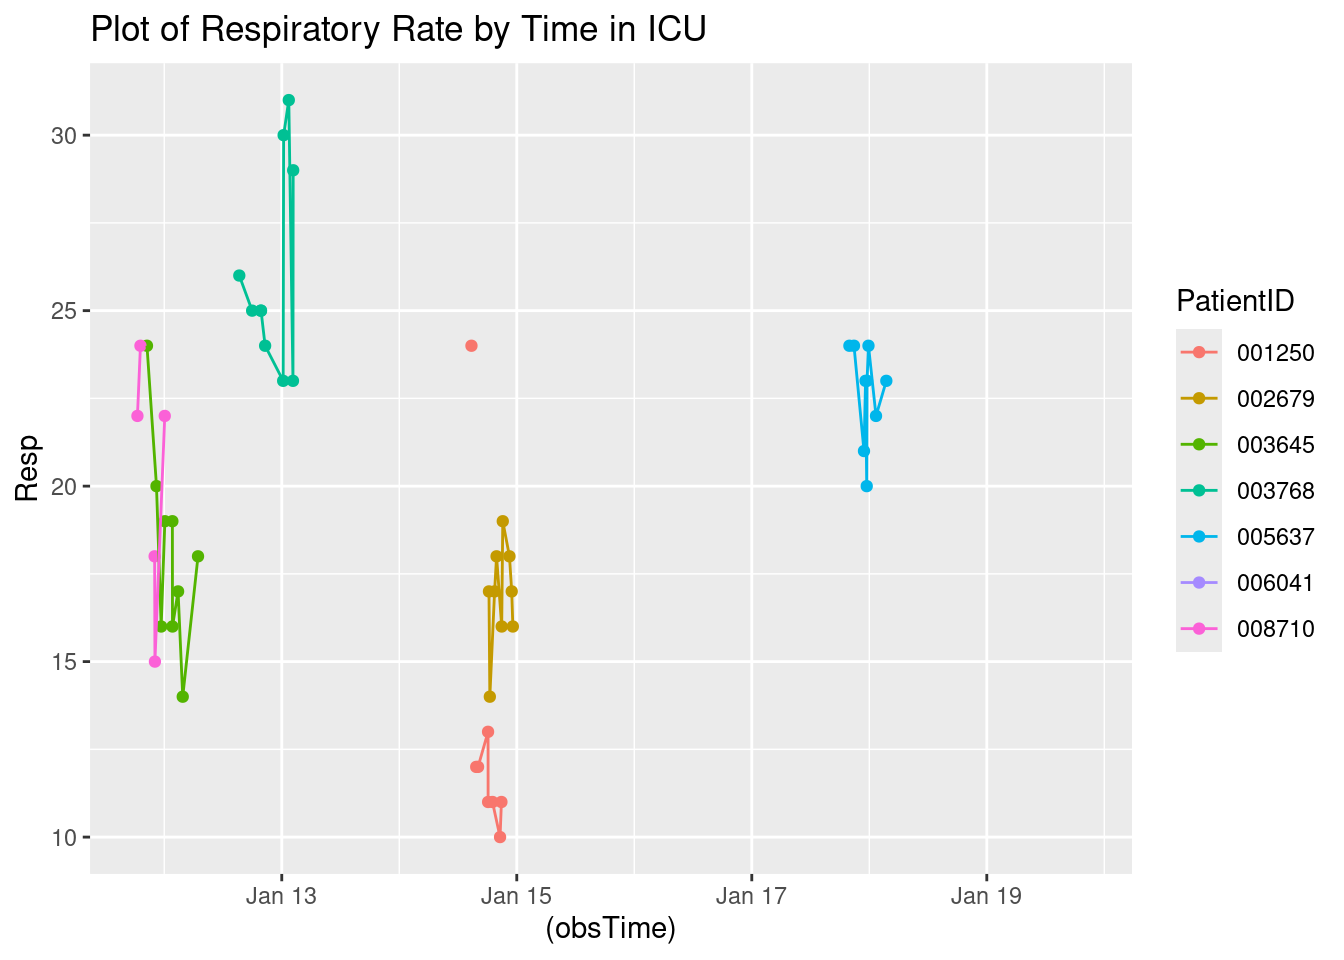 Plot of Respiratory Rate by Time in ICU
Resp
30
25
20
15
10
Jan 13 Jan 15 Jan 17 Jan 19
(obsTime)
PatientID
001250
002679
003645
003768
005637
006041
008710